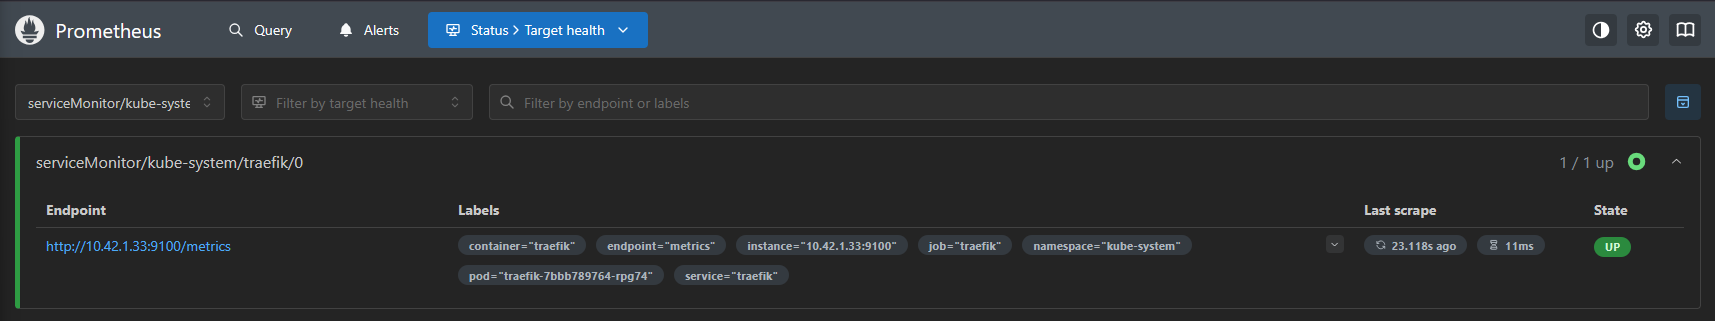 Prometheus Query Alerts Status > Target health
serviceMonitor/kube-syste Filter by target health Filter by endpoint or labels
serviceMonitor/kube-system/traefik/0 1 / 1 up
Endpoint Labels Last scrape State
http://10.42.1.33:9100/metrics container="traefik" endpoint="metrics" instance="10.42.1.33:9100" job="traefik" namespace="kube-system" 23.118s ago 11ms UP
pod="traefik-7bbb789764-rpg74" service="traefik"